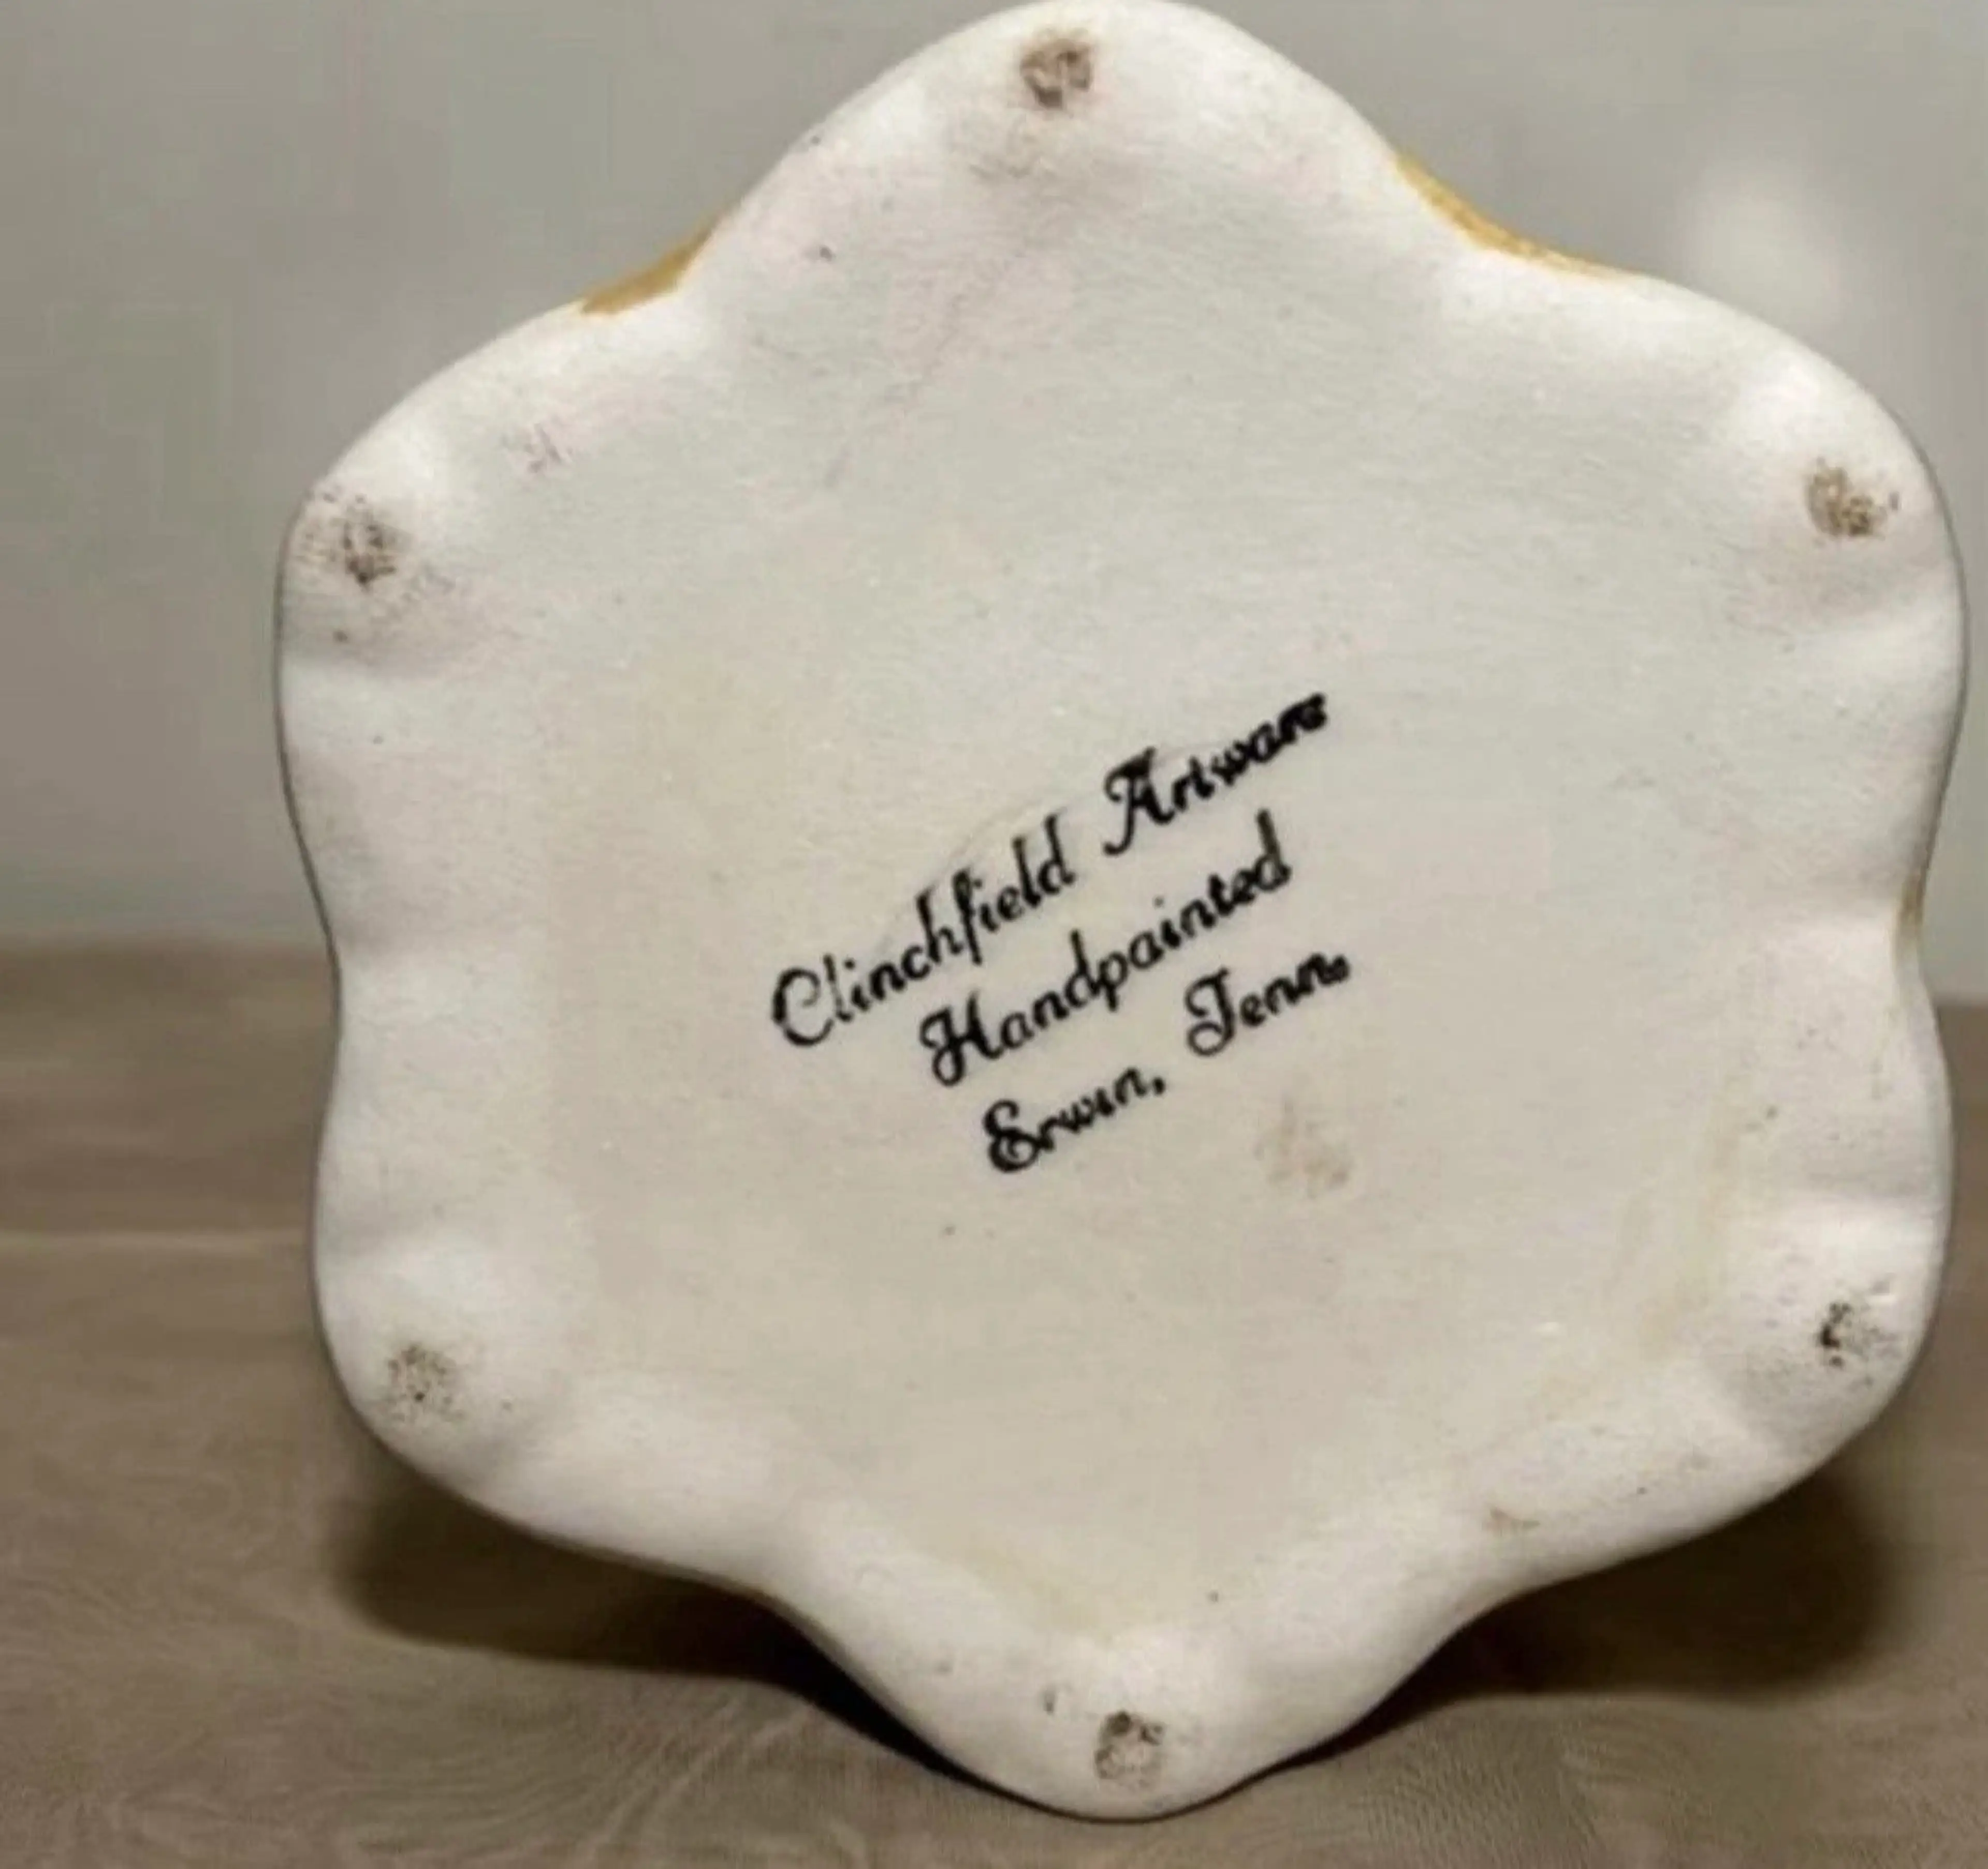 Clinchfield Artware
Handpainted
Erwin, Tenn.